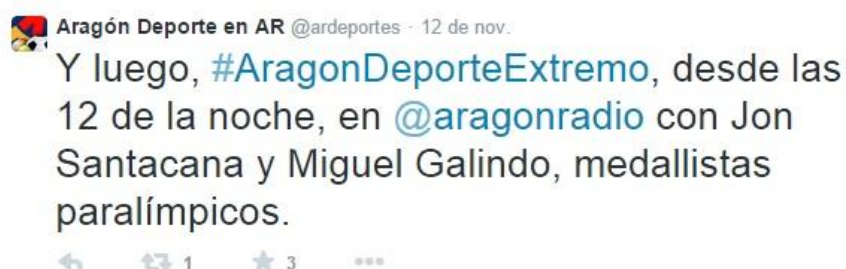 Aragón Deporte en AR @ardeportes · 12 de nov.
Y luego, #AragonDeporteExtremo, desde las
12 de la noche, en @aragonradio con Jon
Santacana y Miguel Galindo, medallistas
paralímpicos.
1 3